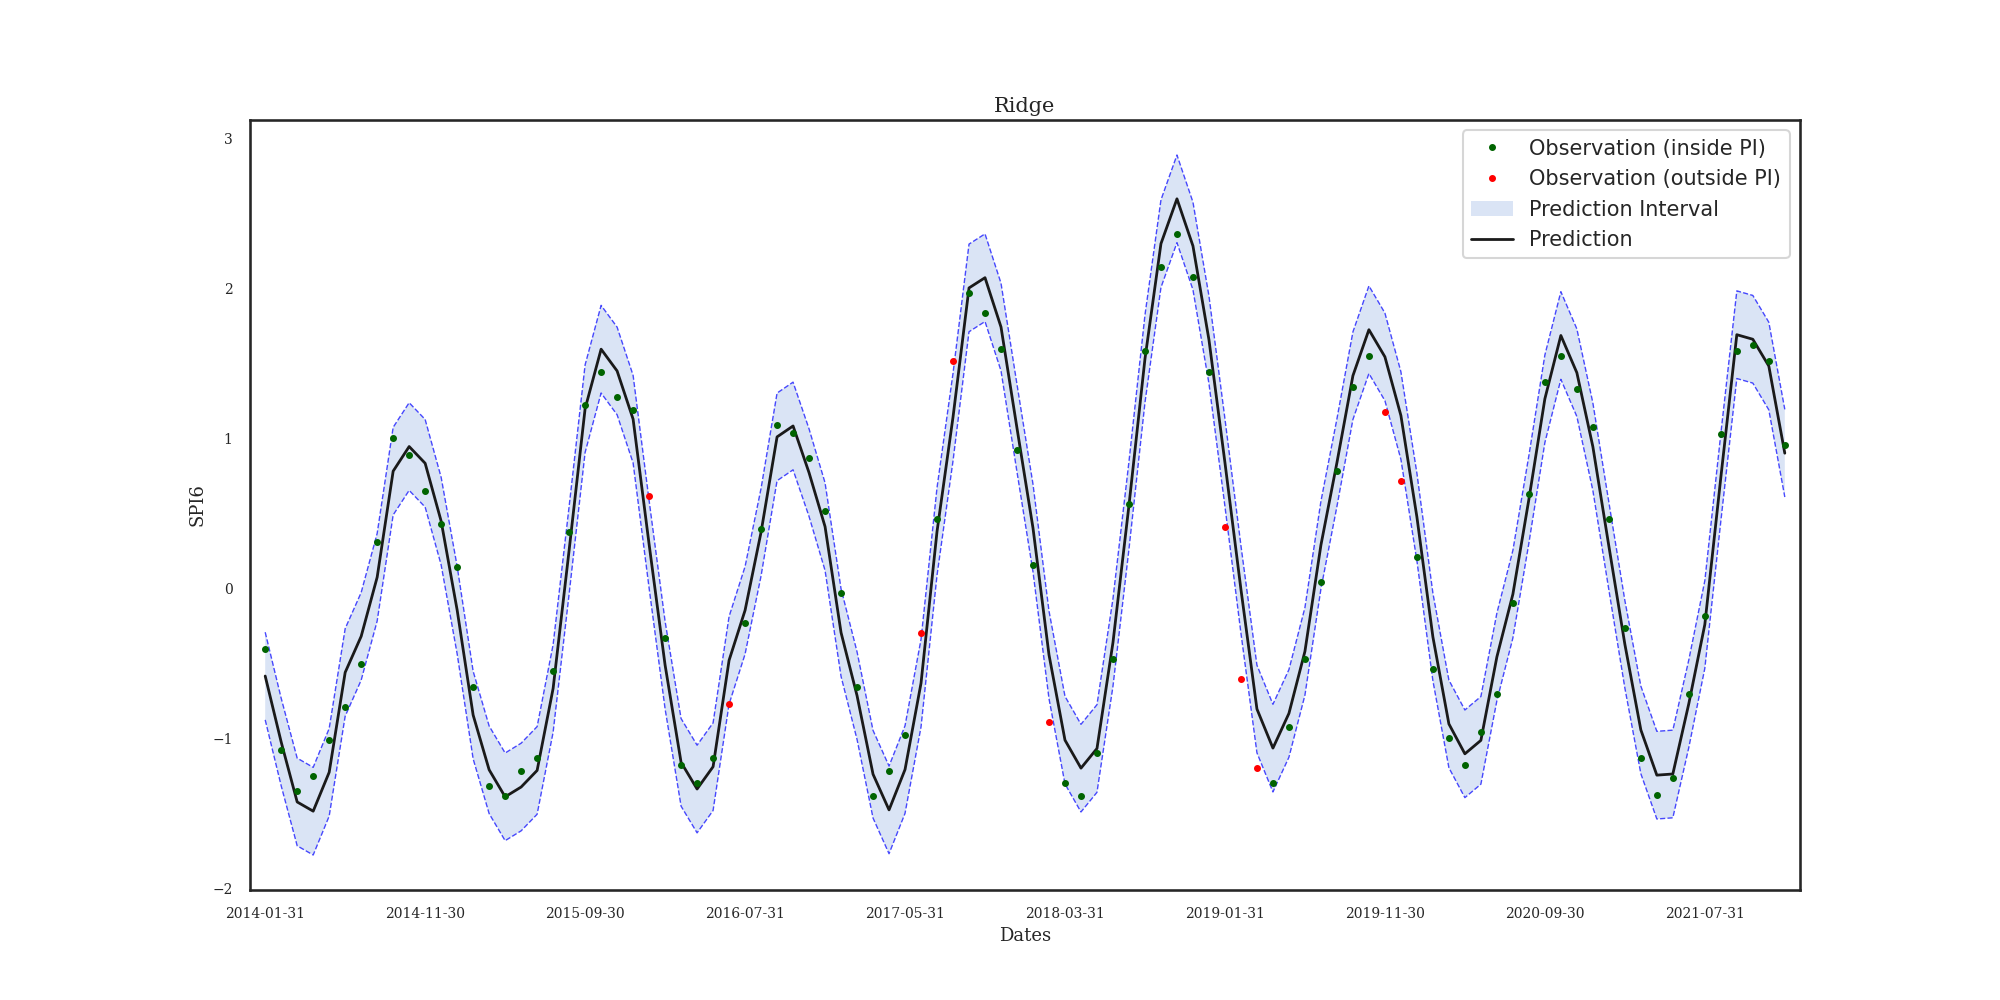 Ridge
3
2
1
0
−1
−2
SPI6
Observation (inside PI)
Observation (outside PI)
Prediction Interval
Prediction
2014-01-31 2014-11-30 2015-09-30 2016-07-31 2017-05-31 2018-03-31 2019-01-31 2019-11-30 2020-09-30 2021-07-31
Dates